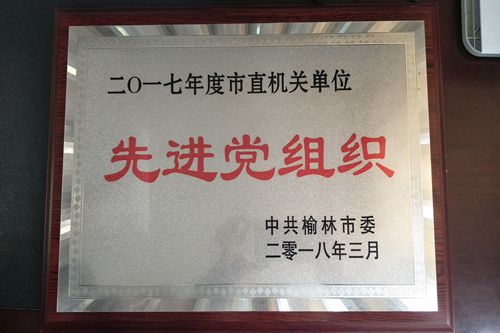 二〇一七年度市直机关单位
先进党组织
中共榆林市委
二零一八年三月